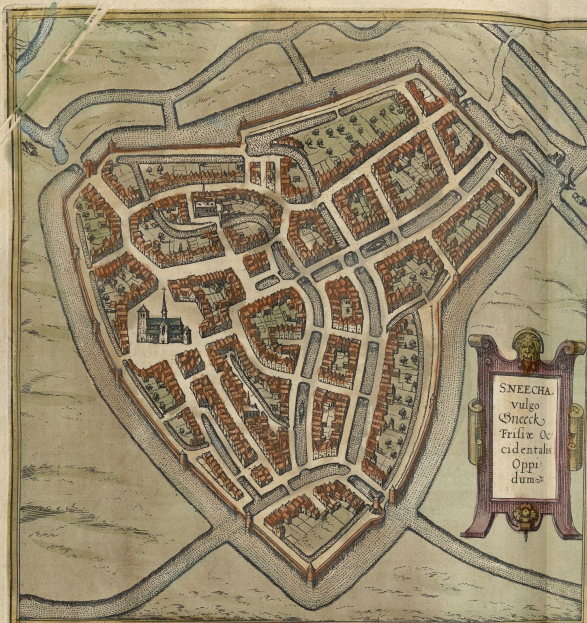 SNEECHA.
vulgo
Sneeck
Frisiæ Oc
cidentalis
Oppi
dum